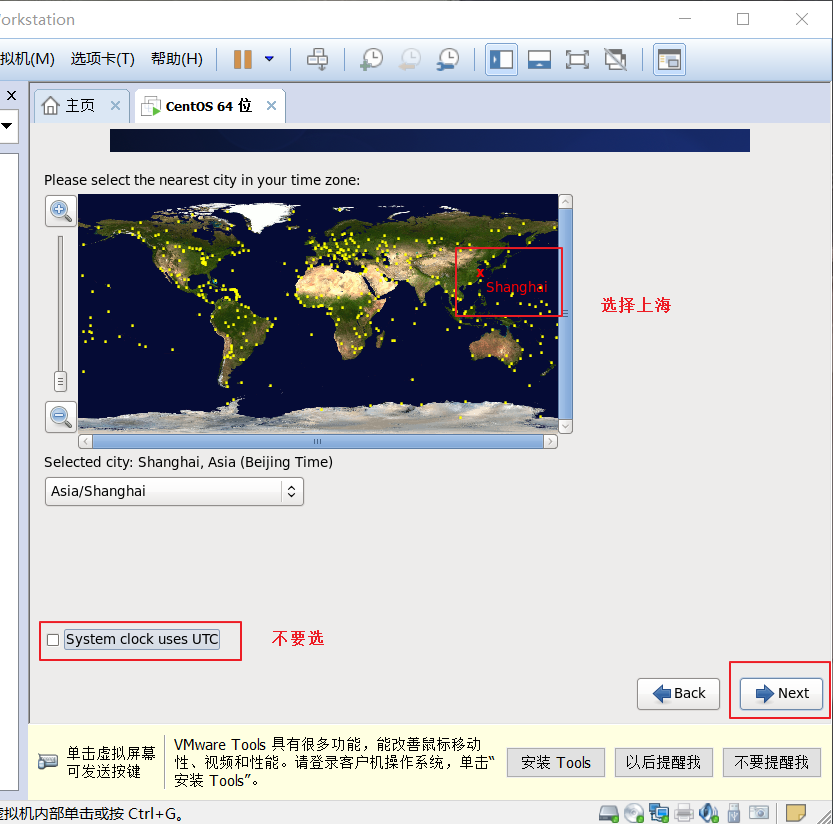 orkstation
拟机(M) 选项卡(T) 帮助(H)
主页
CentOS 64 位
Please select the nearest city in your time zone:
Shanghai
选择上海
Selected city: Shanghai, Asia (Beijing Time)
Asia/Shanghai
System clock uses UTC
不要选
Back
Next
单击虚拟屏幕
可发送按键
VMware Tools 具有很多功能，能改善鼠标移动
性、视频和性能。请登录客户机操作系统，单击“
安装 Tools”。
安装 Tools
以后提醒我
不要提醒我
虚拟机内部单击或按 Ctrl+G。